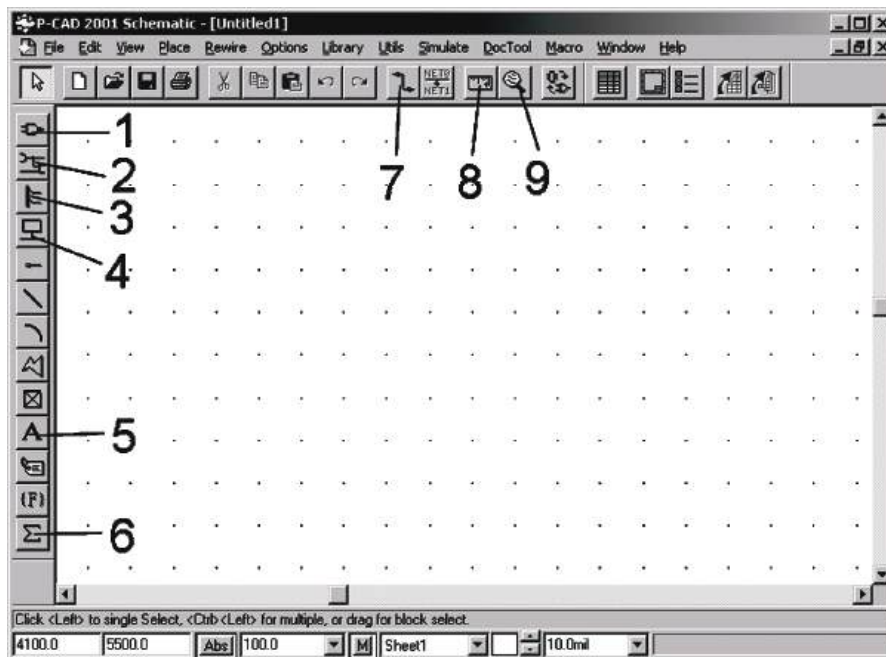 P-CAD 2001 Schematic - [Untitled1]
File Edit View Place Rewire Options Library Utils Simulate DocTool Macro Window Help
NET0
NET1
1
2
3
4
5
6
7 8 9
A
{F}
Σ
Click <Left> to single Select, <Ctrl><Left> for multiple, or drag for block select.
4100.0 5500.0 Abs 100.0 M Sheet1 10.0mil